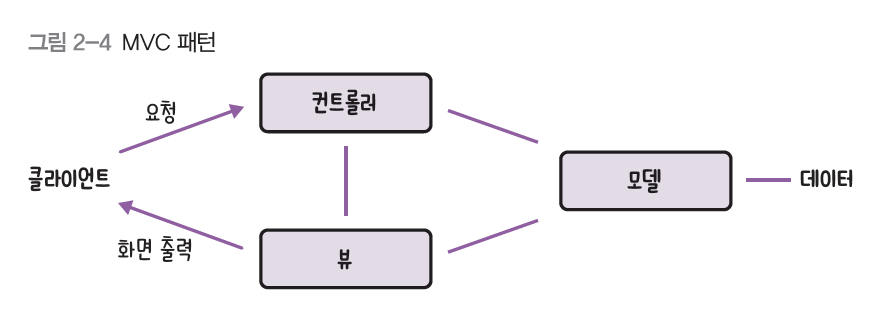 그림 2-4 MVC 패턴
컨트롤러
요청
클라이언트
모델
데이터
화면 출력
뷰